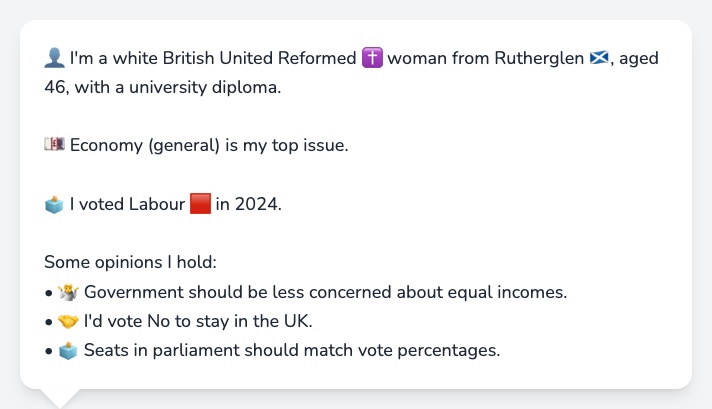 👤 I'm a white British United Reformed ✝️ woman from Rutherglen 🏴󠁧󠁢󠁳󠁣󠁴󠁿, aged
46, with a university diploma.
💷 Economy (general) is my top issue.
🗳️ I voted Labour 🟥 in 2024.
Some opinions I hold:
• 🤷 Government should be less concerned about equal incomes.
• 🤝 I'd vote No to stay in the UK.
• 🗳️ Seats in parliament should match vote percentages.